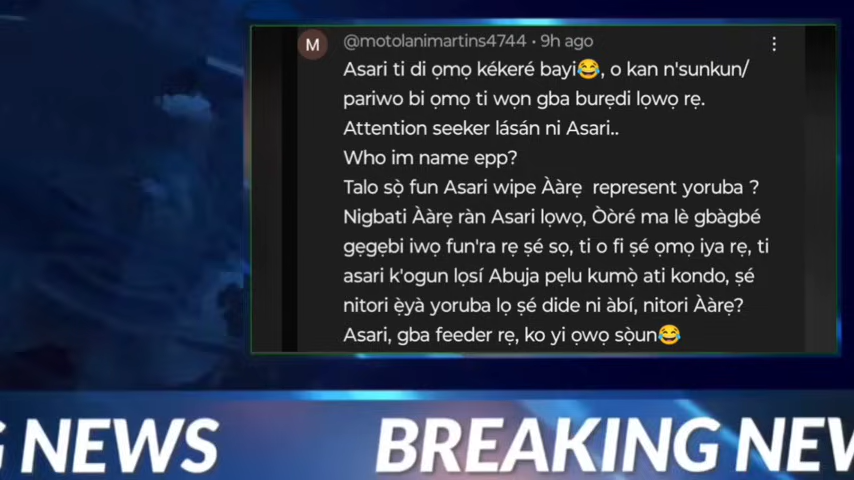 M
@motolanimartins4744 · 9h ago
Asari ti di ọmọ kékeré bayi😂, o kan n'sunkun/
pariwo bi ọmọ ti wọn gba burẹdi lọwọ rẹ.
Attention seeker lásán ni Asari..
Who im name epp?
Talo sọ̀ fun Asari wipe Ààrẹ represent yoruba ?
Nigbati Ààrẹ ràn Asari lọwọ, Òòré ma lè gbàgbé
gẹgẹbi iwọ fun'ra rẹ ṣé sọ, ti o fi ṣé ọmọ iya rẹ, ti
asari k'ogun lọsí Abuja pẹlu kumọ̀ ati kondo, ṣé
nitori ẹ̀yà yoruba lọ ṣé dide ni àbí, nitori Ààrẹ?
Asari, gba feeder rẹ, ko yi ọwọ sọ̀un😂
G NEWS BREAKING NEW